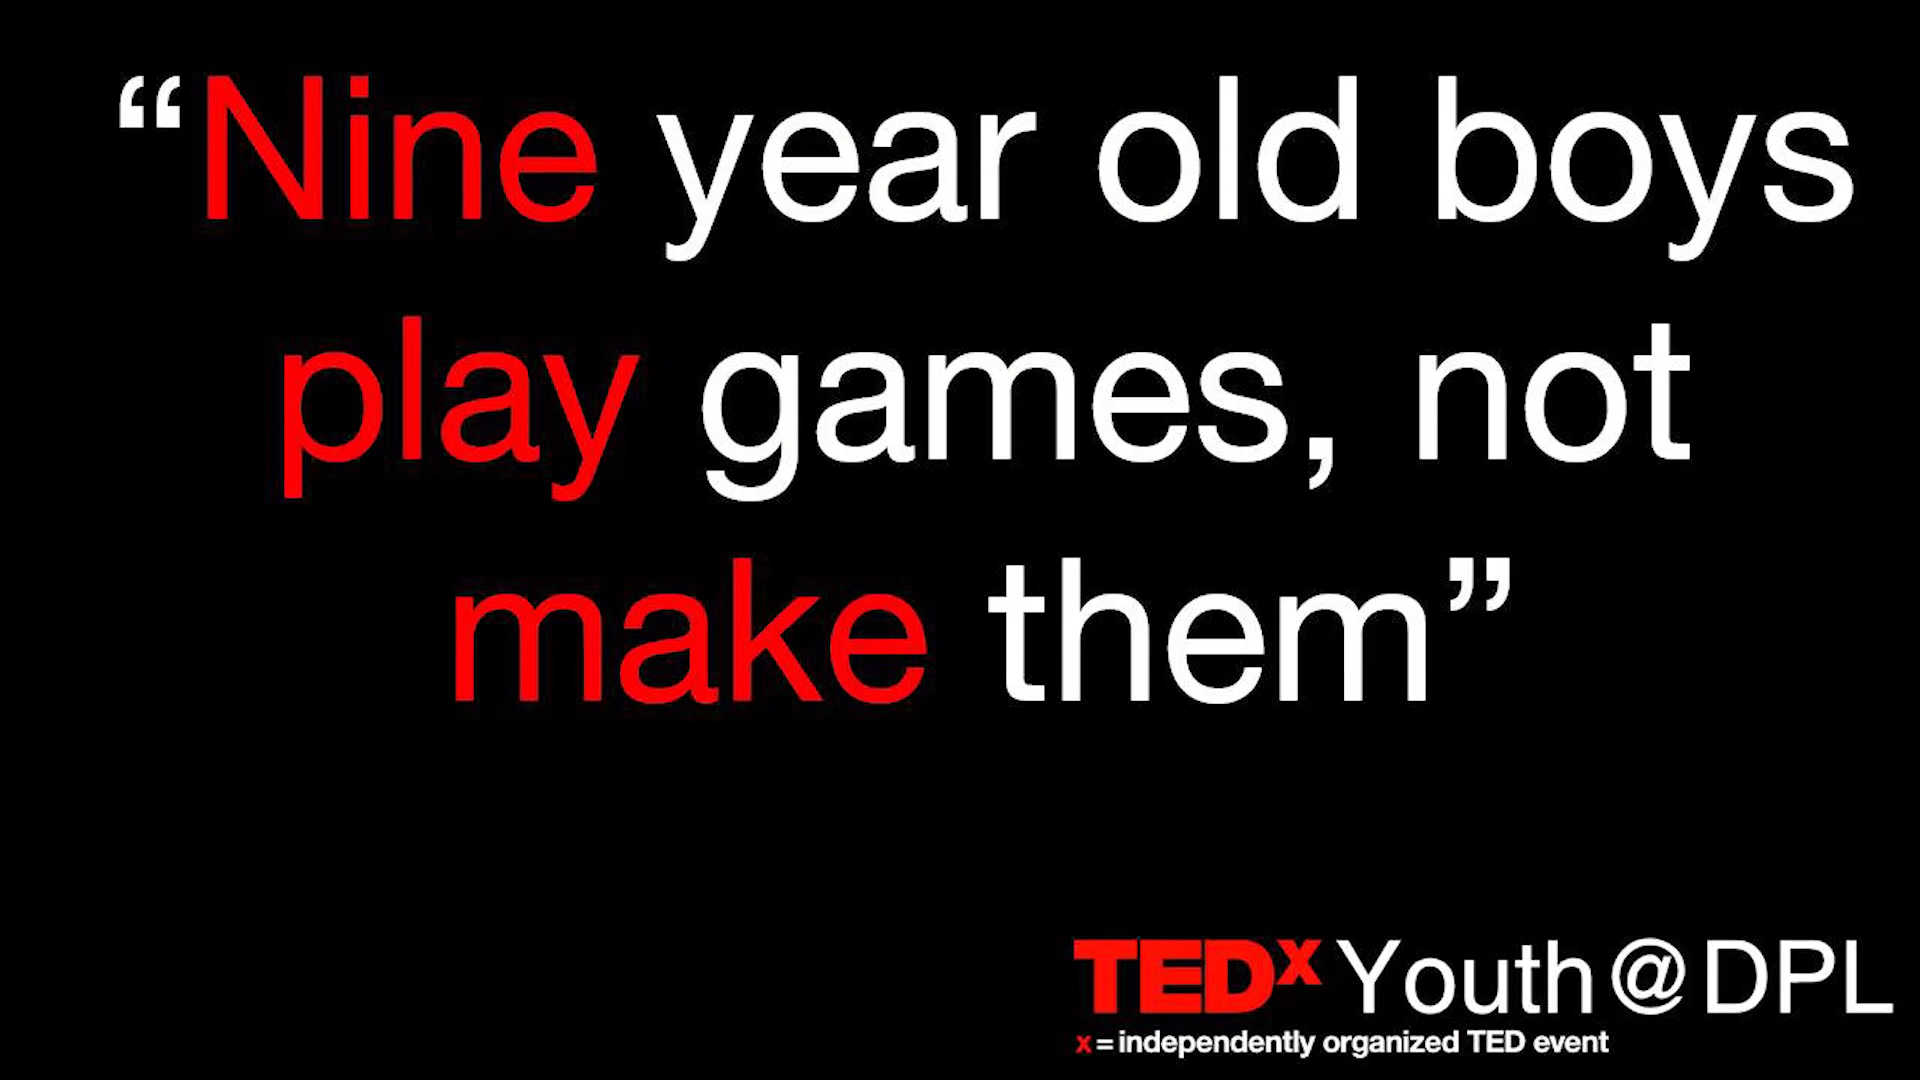 “Nine year old boys
play games, not
make them”
TEDx Youth@DPL
x = independently organized TED event